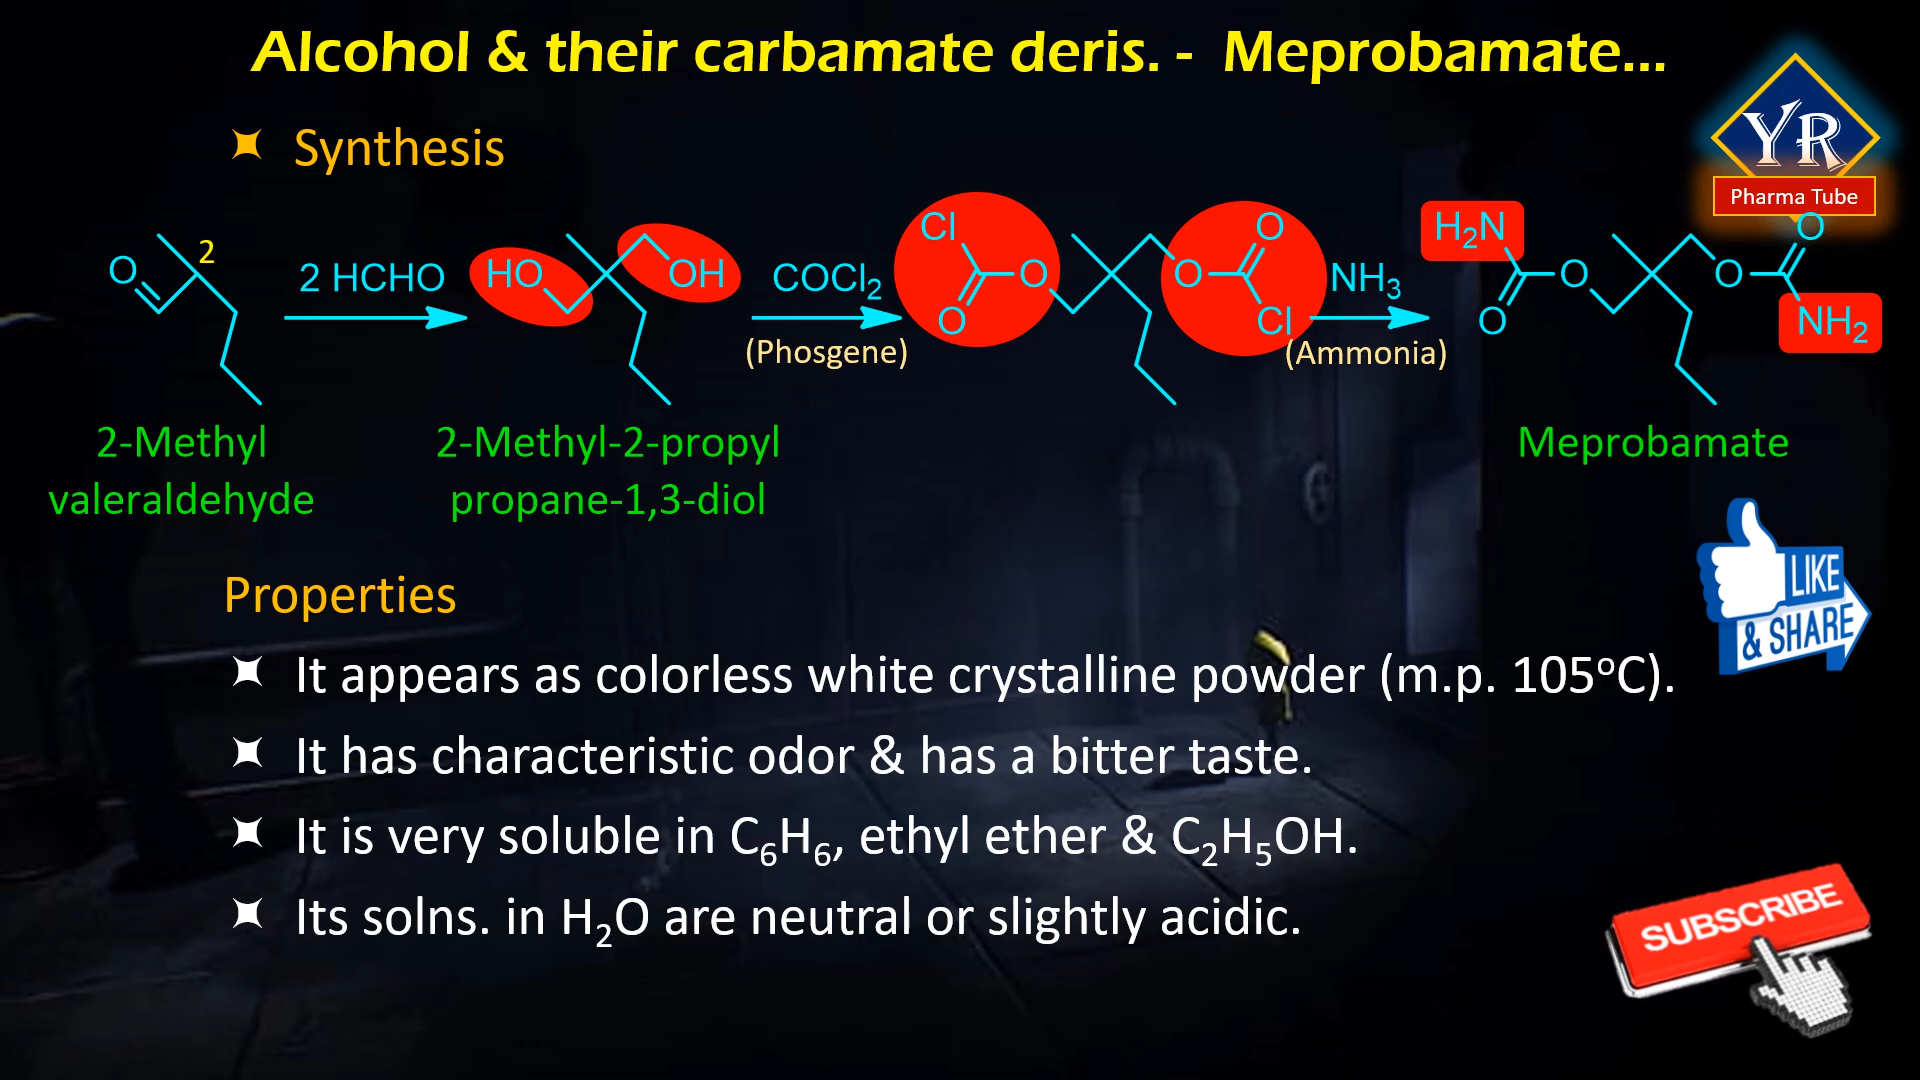 Alcohol & their carbamate deris. - Meprobamate...
YR
Pharma Tube
Synthesis
O
2
2 HCHO
HO
OH
COCl₂
(Phosgene)
Cl
O
O
O
O
Cl
NH₃
(Ammonia)
H₂N
O
O
O
O
NH₂
2-Methyl
valeraldehyde
2-Methyl-2-propyl
propane-1,3-diol
Meprobamate
LIKE
& SHARE
Properties
It appears as colorless white crystalline powder (m.p. 105ºC).
It has characteristic odor & has a bitter taste.
It is very soluble in C₆H₆, ethyl ether & C₂H₅OH.
Its solns. in H₂O are neutral or slightly acidic.
SUBSCRIBE